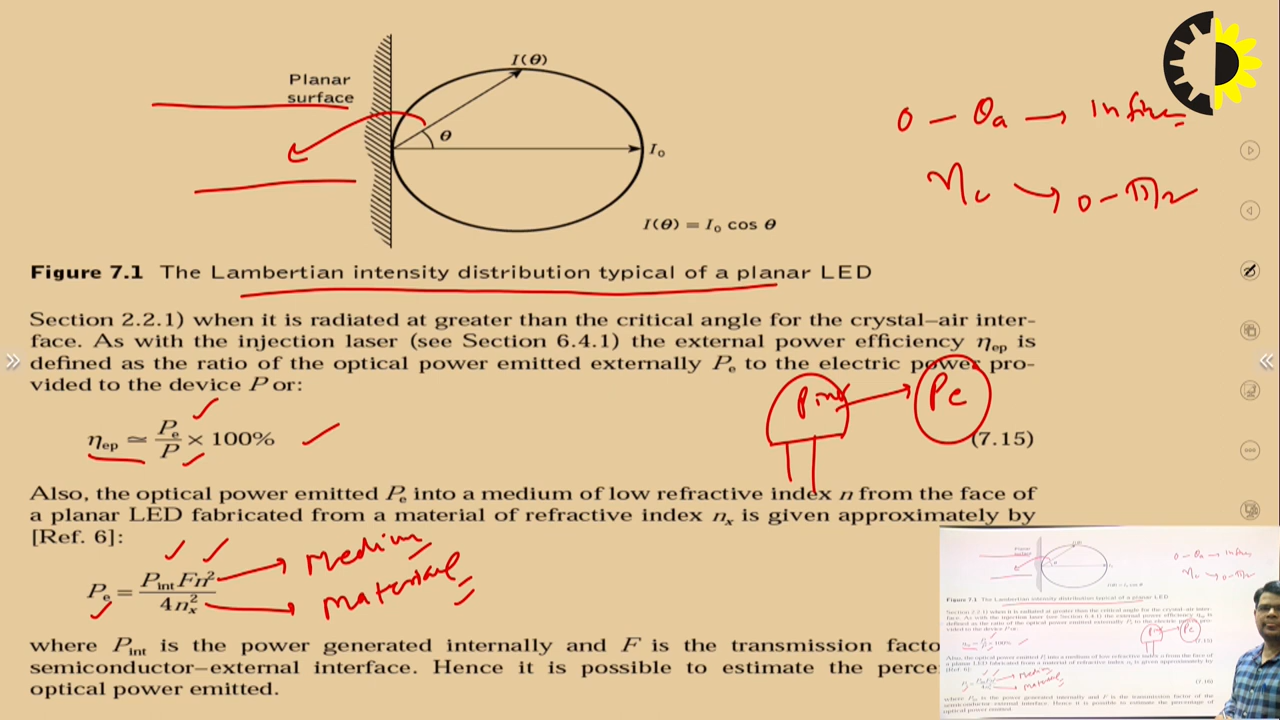 I(θ)
Planar
surface
θ
I₀
I(θ) = I₀ cos θ
0 – θa →
ηc → 0 – π/2
Figure 7.1 The Lambertian intensity distribution typical of a planar LED
Section 2.2.1) when it is radiated at greater than the critical angle for the crystal–air inter-
face. As with the injection laser (see Section 6.4.1) the external power efficiency ηep is
defined as the ratio of the optical power emitted externally Pe to the electric power pro-
vided to the device P or:
Pint → Pe
ηep ≃ Pe/P × 100%
(7.15)
Also, the optical power emitted Pe into a medium of low refractive index n from the face of
a planar LED fabricated from a material of refractive index nx is given approximately by
[Ref. 6]:
Pe = Pint Fn²/4nx²
Medium
Material
where Pint is the power generated internally and F is the transmission facto
semiconductor–external interface. Hence it is possible to estimate the perce
optical power emitted.